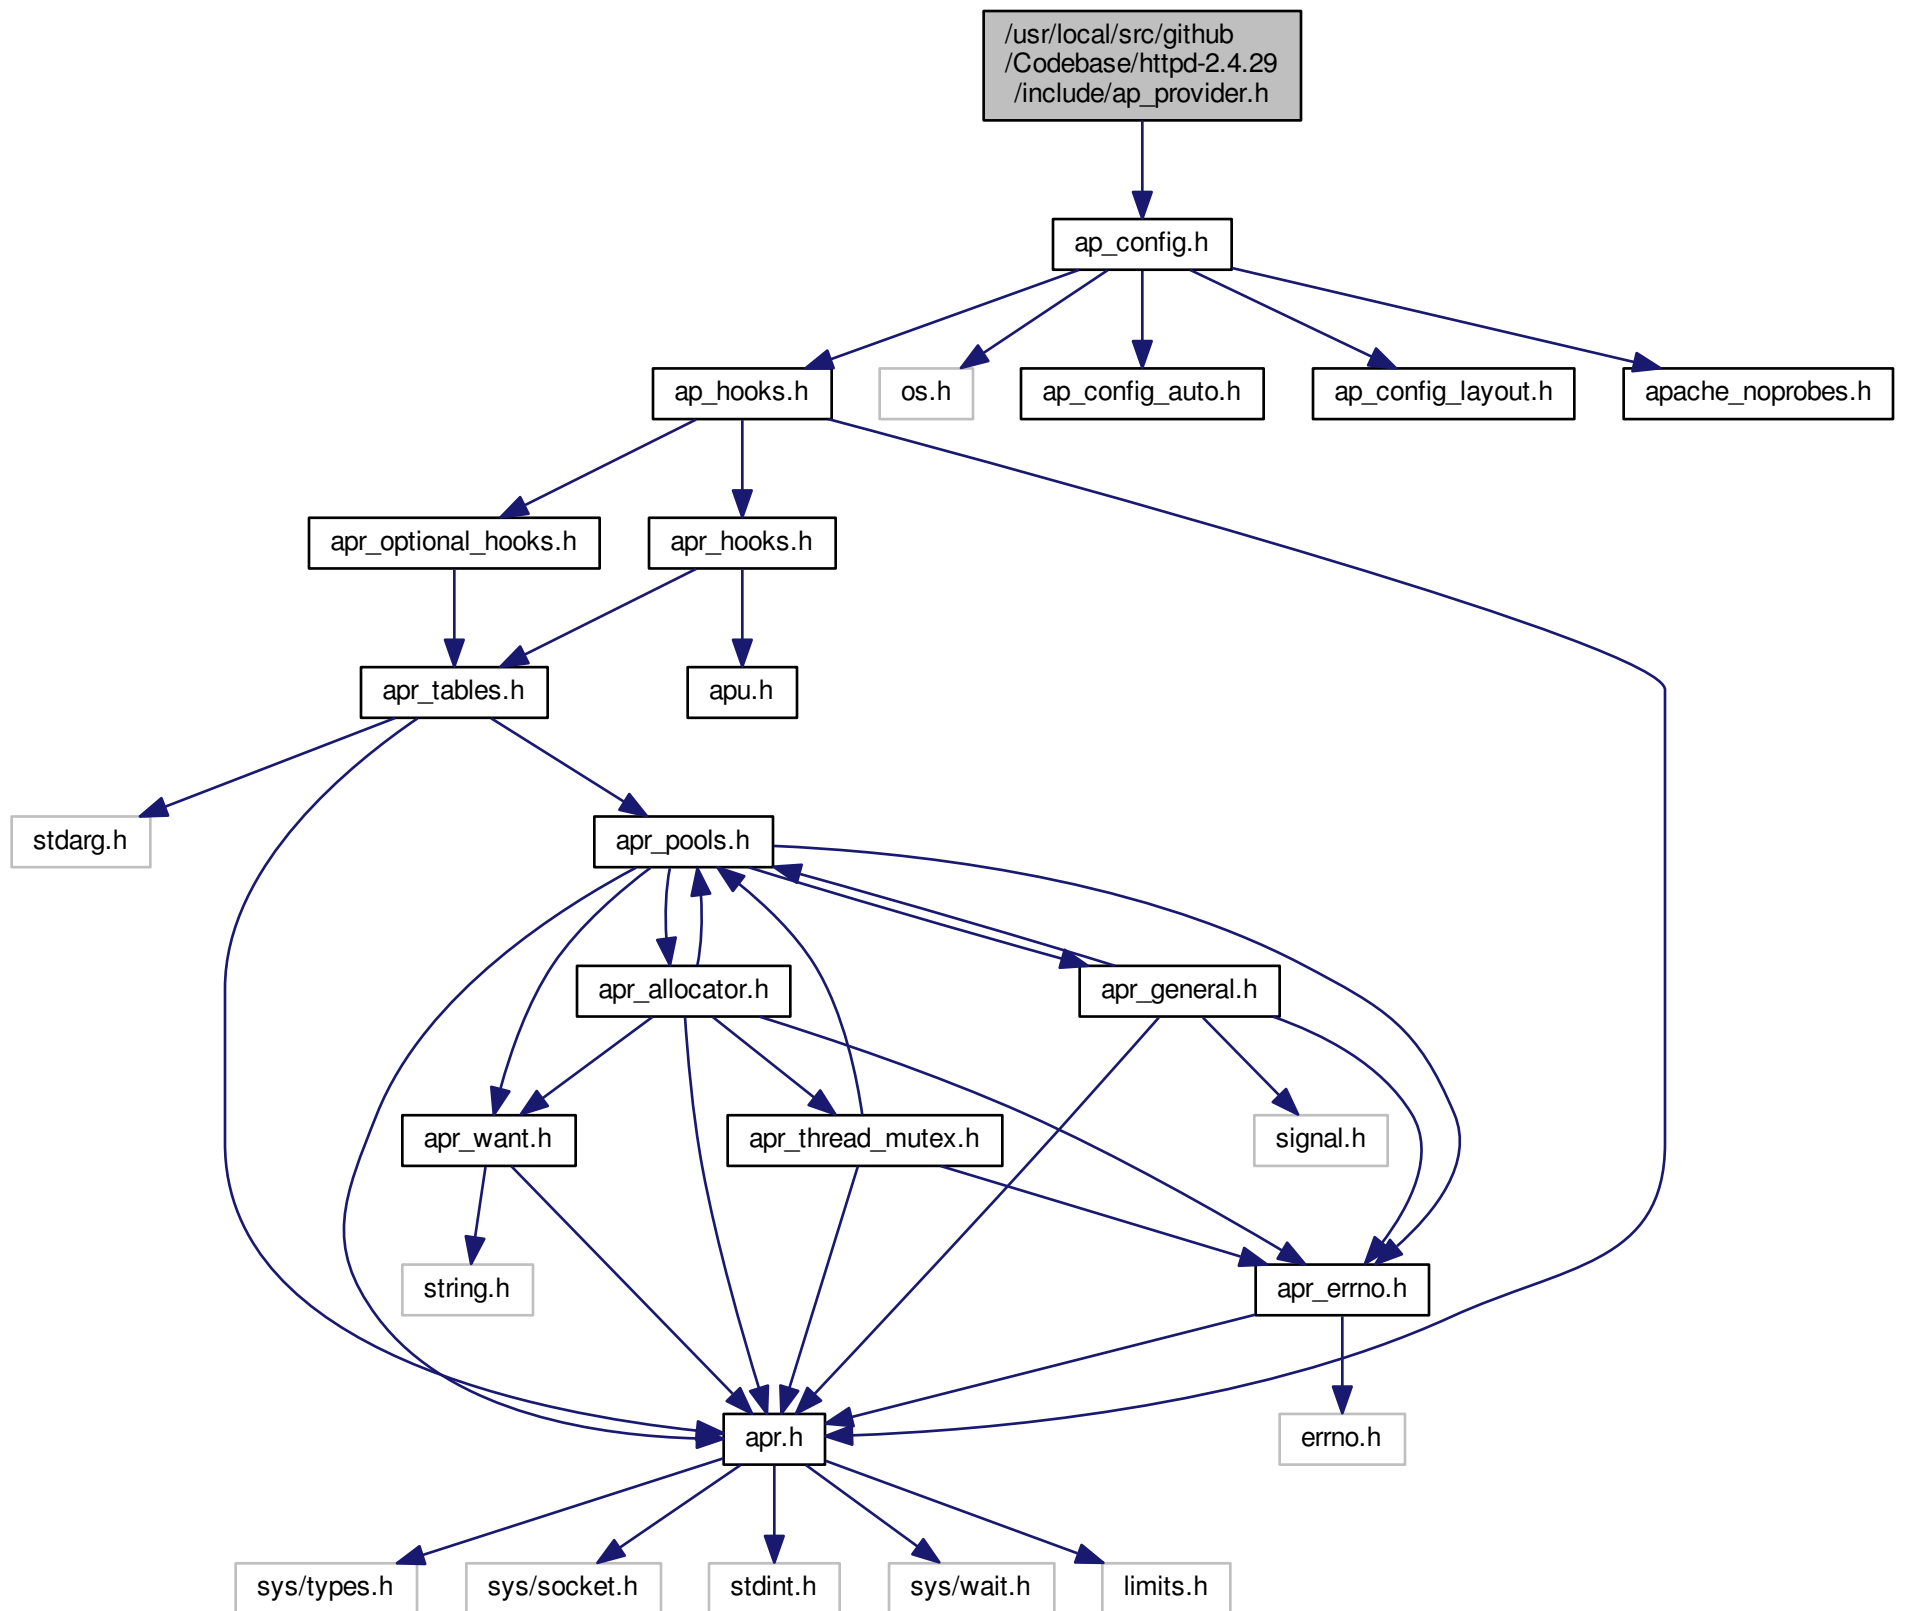 /usr/local/src/github
/Codebase/httpd-2.4.29
/include/ap_provider.h
ap_config.h
ap_hooks.h
os.h
ap_config_auto.h
ap_config_layout.h
apache_noprobes.h
apr_optional_hooks.h
apr_hooks.h
apr_tables.h
apu.h
stdarg.h
apr_pools.h
apr_allocator.h
apr_general.h
apr_want.h
apr_thread_mutex.h
signal.h
string.h
apr_errno.h
apr.h
errno.h
sys/types.h
sys/socket.h
stdint.h
sys/wait.h
limits.h